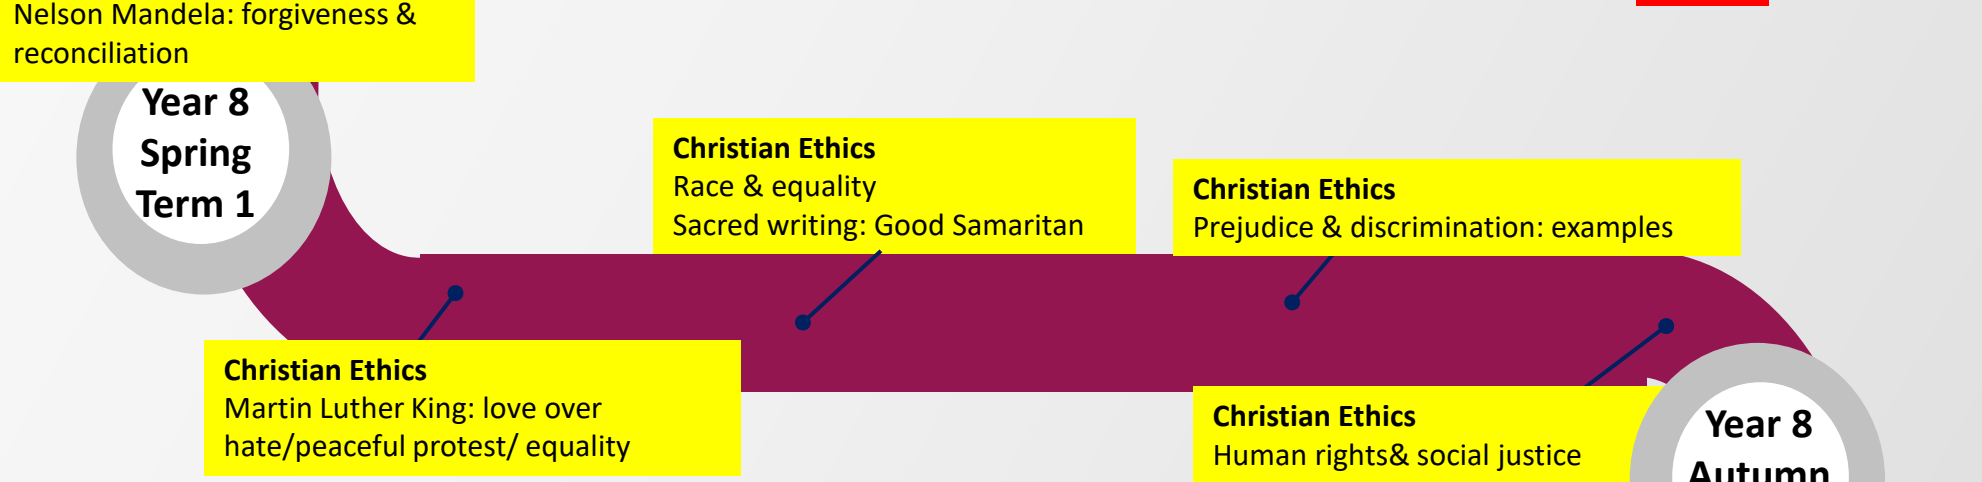 Nelson Mandela: forgiveness &
reconciliation
Year 8
Spring
Term 1
Christian Ethics
Race & equality
Sacred writing: Good Samaritan
Christian Ethics
Prejudice & discrimination: examples
Christian Ethics
Martin Luther King: love over
hate/peaceful protest/ equality
Christian Ethics
Human rights& social justice
Year 8
Autumn